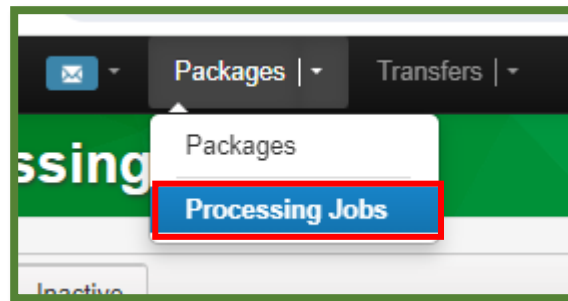 Packages | Transfers |
Packages
ssing
Processing Jobs
Inactive